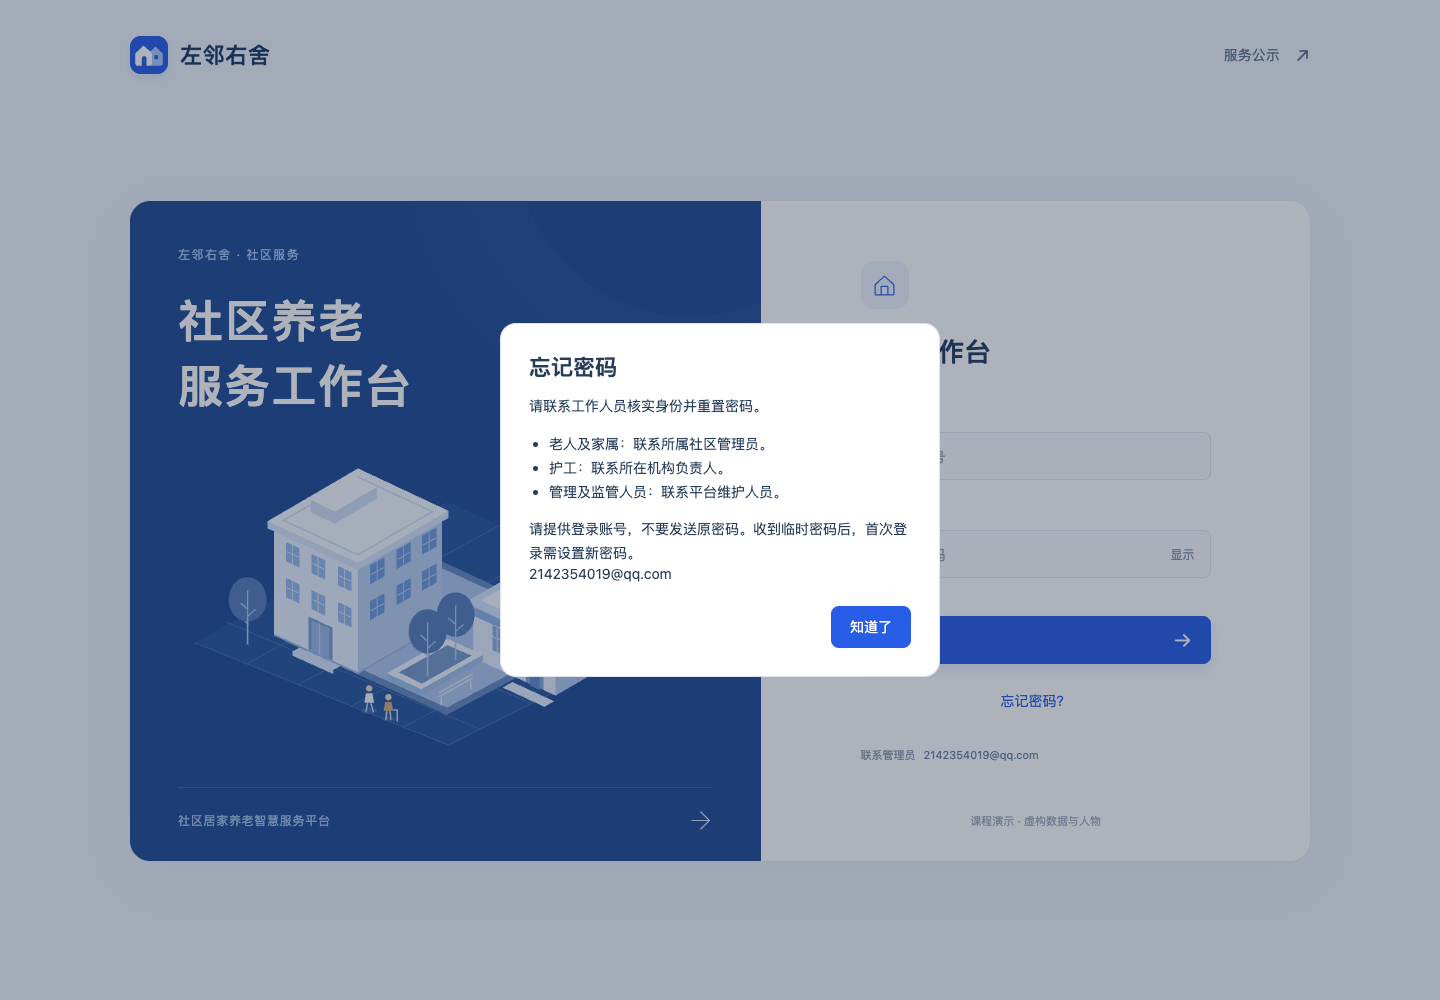 左邻右舍
服务公示
左邻右舍 · 社区服务
社区养老
服务工作台
作台
忘记密码
请联系工作人员核实身份并重置密码。
老人及家属：联系所属社区管理员。
护工：联系所在机构负责人。
管理及监管人员：联系平台维护人员。
请提供登录账号，不要发送原密码。收到临时密码后，首次登
录需设置新密码。
2142354019@qq.com
知道了
显示
忘记密码?
联系管理员 2142354019@qq.com
社区居家养老智慧服务平台
课程演示 · 虚构数据与人物